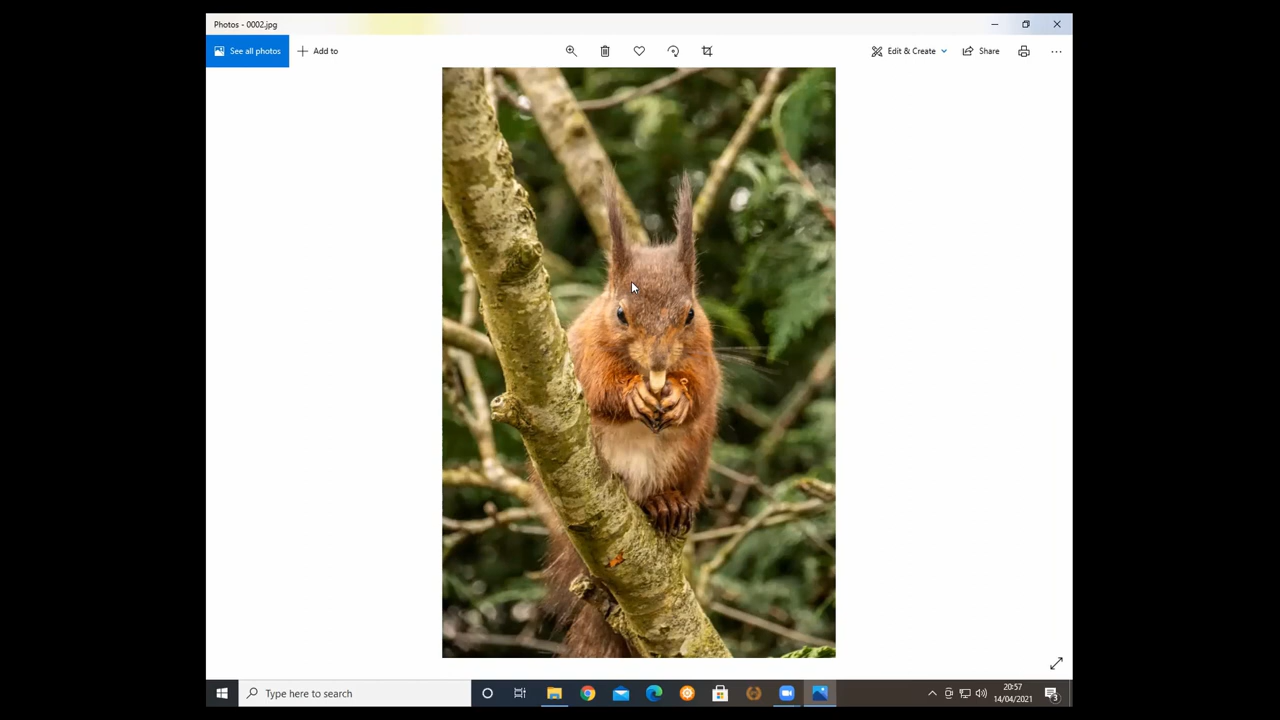 Photos - 0002.jpg
See all photos
Add to
Edit & Create
Share
Type here to search
20:57
14/04/2021
3